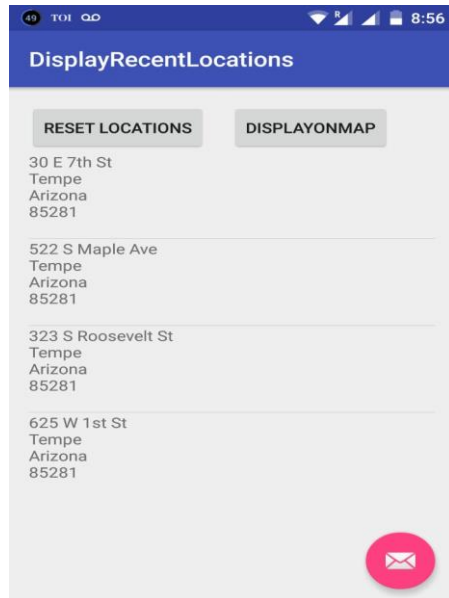 49 TOI 8:56
DisplayRecentLocations
RESET LOCATIONS DISPLAYONMAP
30 E 7th St
Tempe
Arizona
85281
522 S Maple Ave
Tempe
Arizona
85281
323 S Roosevelt St
Tempe
Arizona
85281
625 W 1st St
Tempe
Arizona
85281